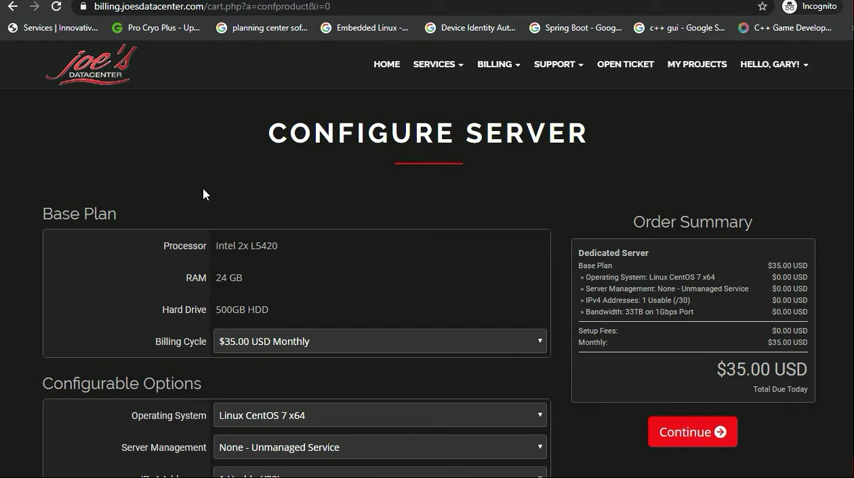 billing.joesdatacenter.com/cart.php?a=confproduct&i=0
Incognito
Services | Innovativ...
Pro Cryo Plus - Up...
planning center sof...
Embedded Linux -...
Device Identity Aut...
Spring Boot - Goog...
c++ gui - Google S...
C++ Game Develop...
joe's
DATACENTER
HOME
SERVICES
BILLING
SUPPORT
OPEN TICKET
MY PROJECTS
HELLO, GARY!
CONFIGURE SERVER
Base Plan
Processor Intel 2x L5420
RAM 24 GB
Hard Drive 500GB HDD
Billing Cycle $35.00 USD Monthly
Configurable Options
Operating System Linux CentOS 7 x64
Server Management None - Unmanaged Service
Order Summary
Dedicated Server
Base Plan $35.00 USD
» Operating System: Linux CentOS 7 x64 $0.00 USD
» Server Management: None - Unmanaged Service $0.00 USD
» IPv4 Addresses: 1 Usable (/30) $0.00 USD
» Bandwidth: 33TB on 1Gbps Port $0.00 USD
Setup Fees: $0.00 USD
Monthly: $35.00 USD
$35.00 USD
Total Due Today
Continue